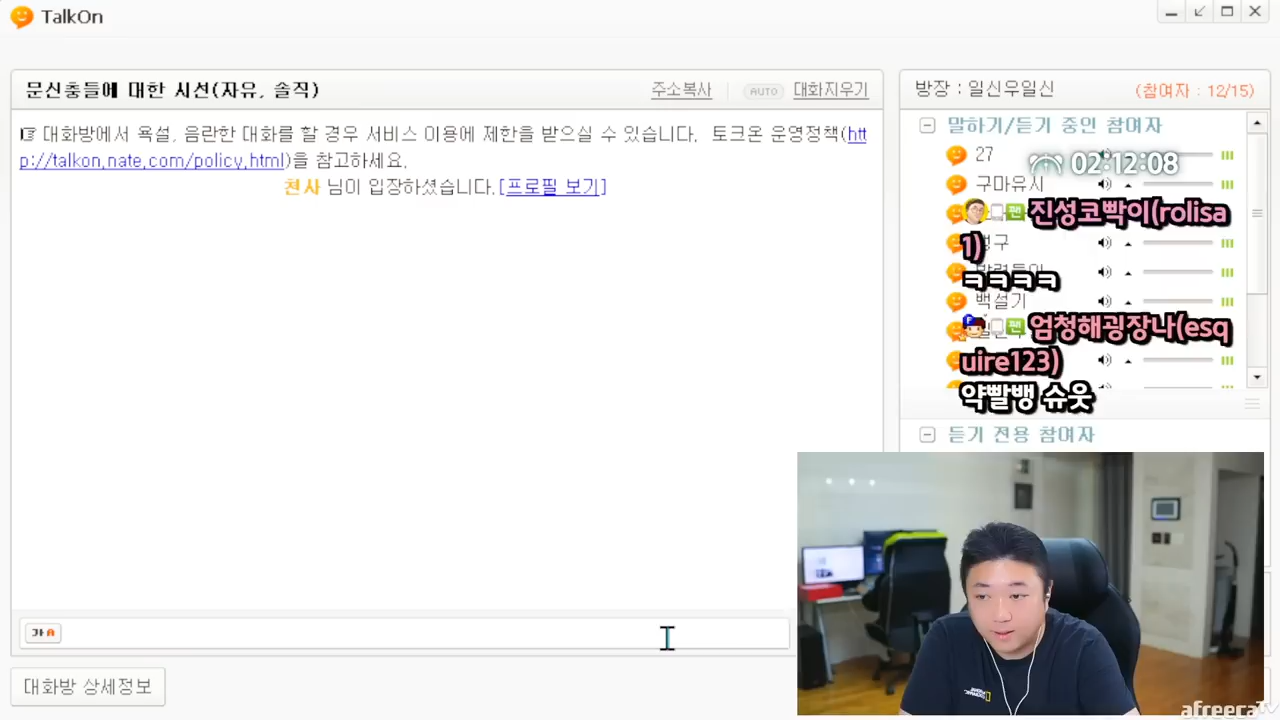 TalkOn
문신충들에 대한 시선(자유, 솔직)
주소복사
AUTO
대화지우기
☞ 대화방에서 욕설, 음란한 대화를 할 경우 서비스 이용에 제한을 받으실 수 있습니다. 토크온 운영정책(htt
p://talkon.nate.com/policy.html)을 참고하세요.
천사 님이 입장하셨습니다.[프로필 보기]
가A
대화방 상세정보
방장 : 일신우일신
(참여자 : 12/15)
말하기/듣기 중인 참여자
27
02:12:08
구마유시
팬 진성코빡이(rolisa
1)
ㅋㅋㅋㅋ
백설기
팬 엄청해굉장나(esq
uire123)
약빨뱅 슈웃
듣기 전용 참여자
afreecaTV